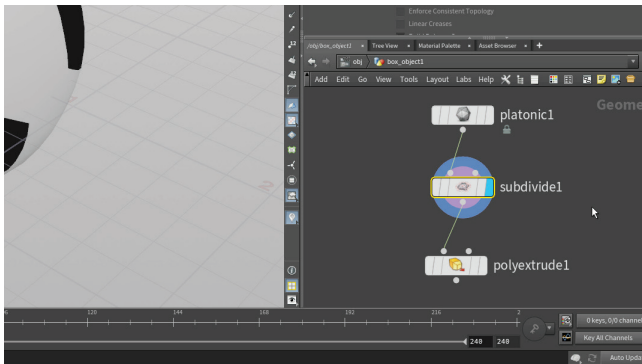 Enforce Consistent Topology
Linear Creases
/obj/box_object1 Tree View Material Palette Asset Browser
obj box_object1
Add Edit Go View Tools Layout Labs Help
Geome
platonic1
subdivide1
polyextrude1
120 144 168 192 216 2
240 240
0 keys, 0/0 channel
Key All Channels
Auto Upda